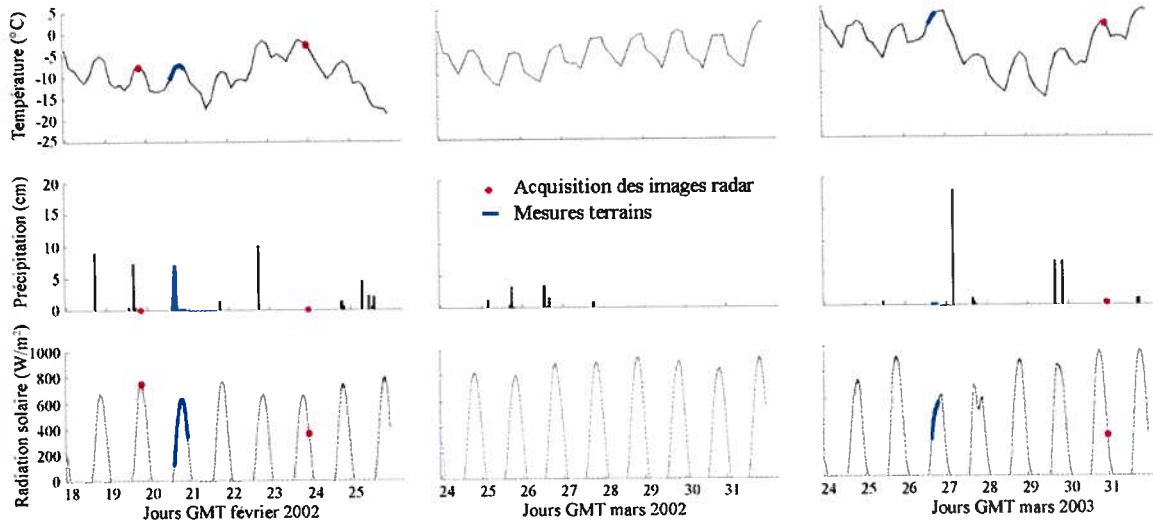 Température (°C)
5
0
-5
-10
-15
-20
-25
Précipitation (cm)
20
15
10
5
0
Acquisition des images radar
Mesures terrains
Radiation solaire (W/m²)
1000
800
600
400
200
0
18 19 20 21 22 23 24 25
Jours GMT février 2002
24 25 26 27 28 29 30 31
Jours GMT mars 2002
24 25 26 27 28 29 30 31
Jours GMT mars 2003